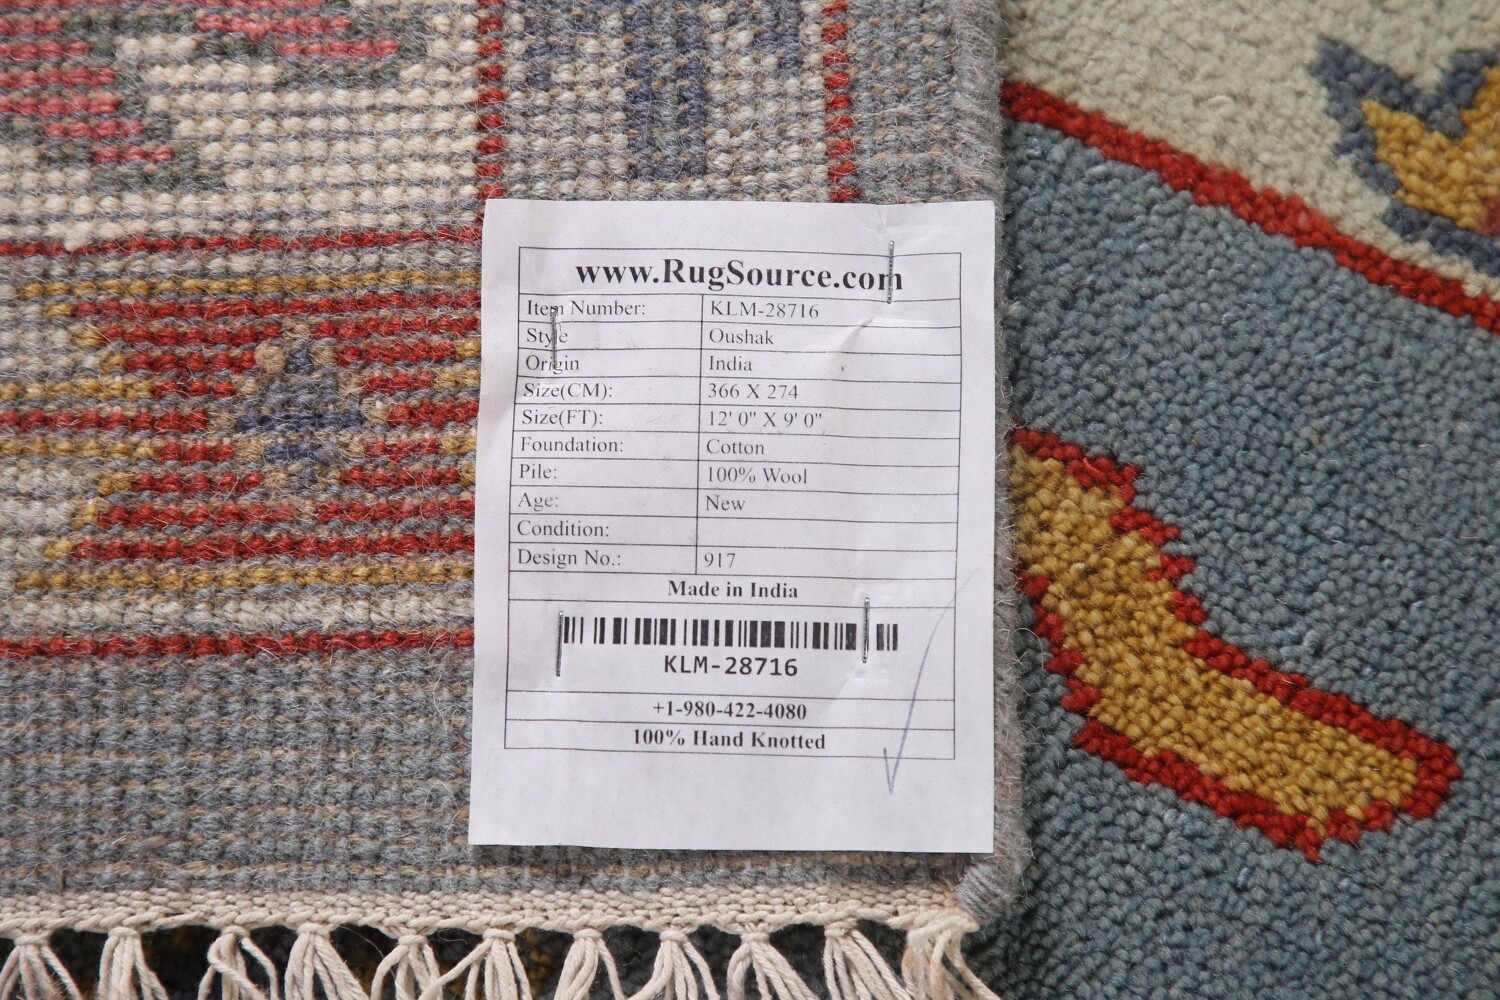 www.RugSource.com
Item Number: KLM-28716
Style Oushak
Origin India
Size(CM): 366 X 274
Size(FT): 12' 0" X 9' 0"
Foundation: Cotton
Pile: 100% Wool
Age: New
Condition:
Design No.: 917
Made in India
KLM-28716
+1-980-422-4080
100% Hand Knotted